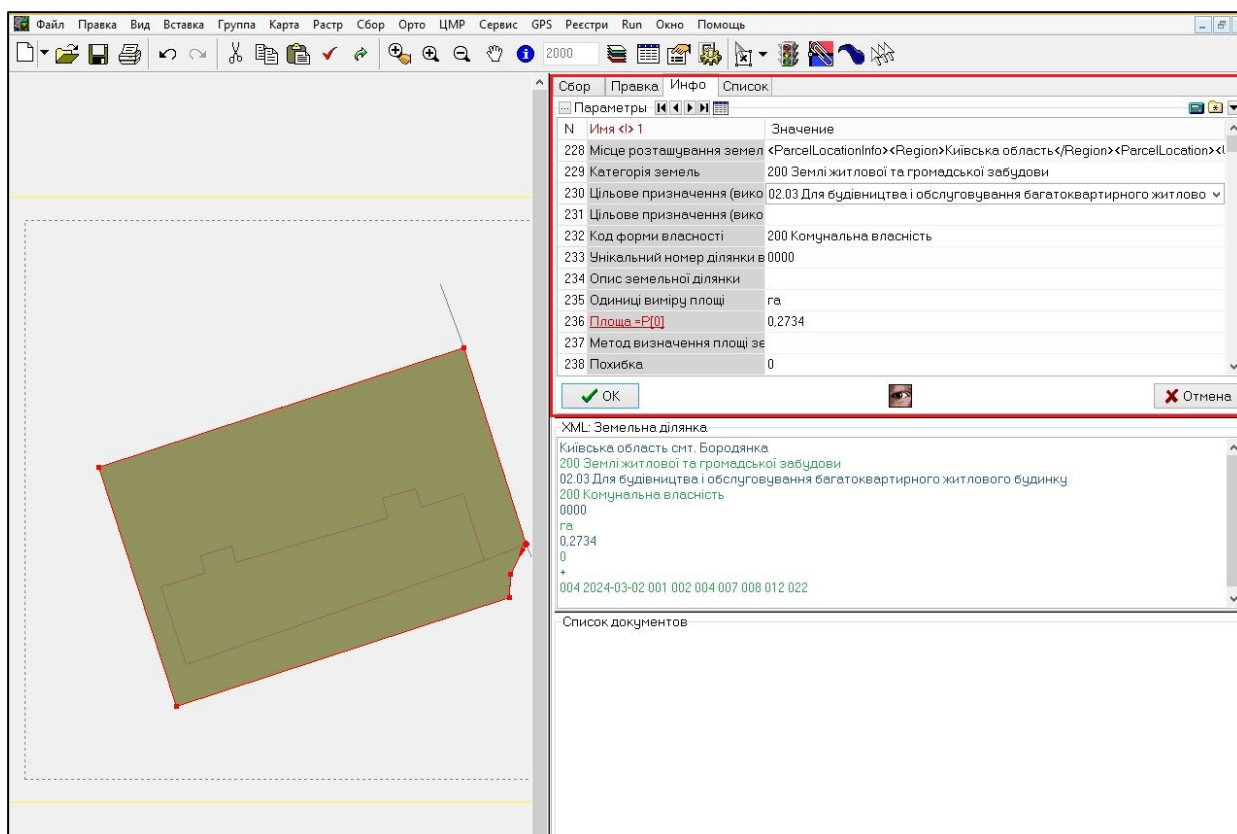 Файл Правка Вид Вставка Группа Карта Растр Сбор Орто ЦМР Сервис GPS Реєстри Run Окно Помощь
2000
Сбор Правка Инфо Список
Параметры
N Имя <!> 1 Значение
228 Місце розташування земел <ParcelLocationInfo><Region>Київська область</Region><ParcelLocation><
229 Категорія земель 200 Землі житлової та громадської забудови
230 Цільове призначення (вико 02.03 Для будівництва і обслуговування багатоквартирного житлово
231 Цільове призначення (вико
232 Код форми власності 200 Комунальна власність
233 Унікальний номер ділянки в 0000
234 Опис земельної ділянки
235 Одиниці виміру площі га
236 Площа =P[0] 0,2734
237 Метод визначення площі зе
238 Похибка 0
OK Отмена
XML: Земельна ділянка
Київська область смт. Бородянка
200 Землі житлової та громадської забудови
02.03 Для будівництва і обслуговування багатоквартирного житлового будинку
200 Комунальна власність
0000
га
0,2734
0
+
004 2024-03-02 001 002 004 007 008 012 022
Список документов